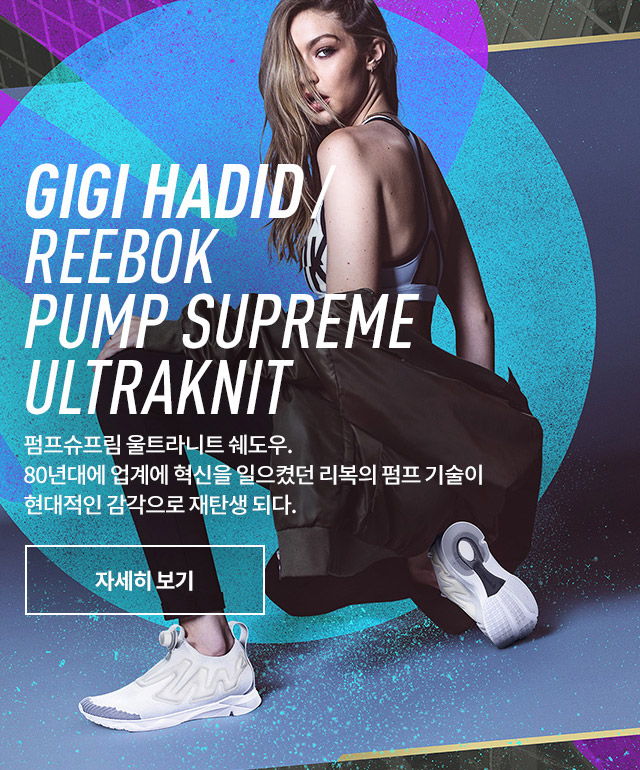 GIGI HADID/
REEBOK
PUMP SUPREME
ULTRAKNIT
펌프슈프림 울트라니트 쉐도우.
80년대에 업계에 혁신을 일으켰던 리복의 펌프 기술이
현대적인 감각으로 재탄생 되다.
자세히 보기